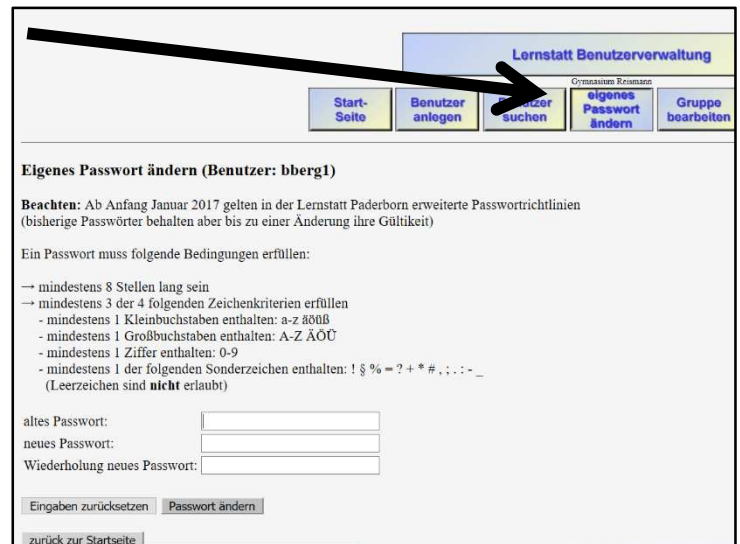 Lernstatt Benutzerverwaltung
Gymnasium Reismann
Start-
Seite
Benutzer
anlegen
suchen
eigenes
Passwort
ändern
Gruppe
bearbeiten
Eigenes Passwort ändern (Benutzer: bberg1)
Beachten: Ab Anfang Januar 2017 gelten in der Lernstatt Paderborn erweiterte Passwortrichtlinien
(bisherige Passwörter behalten aber bis zu einer Änderung ihre Gültikeit)
Ein Passwort muss folgende Bedingungen erfüllen:
→ mindestens 8 Stellen lang sein
→ mindestens 3 der 4 folgenden Zeichenkriterien erfüllen
- mindestens 1 Kleinbuchstaben enthalten: a-z äöüß
- mindestens 1 Großbuchstaben enthalten: A-Z ÄÖÜ
- mindestens 1 Ziffer enthalten: 0-9
- mindestens 1 der folgenden Sonderzeichen enthalten: ! § % = ? + * # , ; . : - _
(Leerzeichen sind nicht erlaubt)
altes Passwort:
neues Passwort:
Wiederholung neues Passwort:
Eingaben zurücksetzen Passwort ändern
zurück zur Startseite